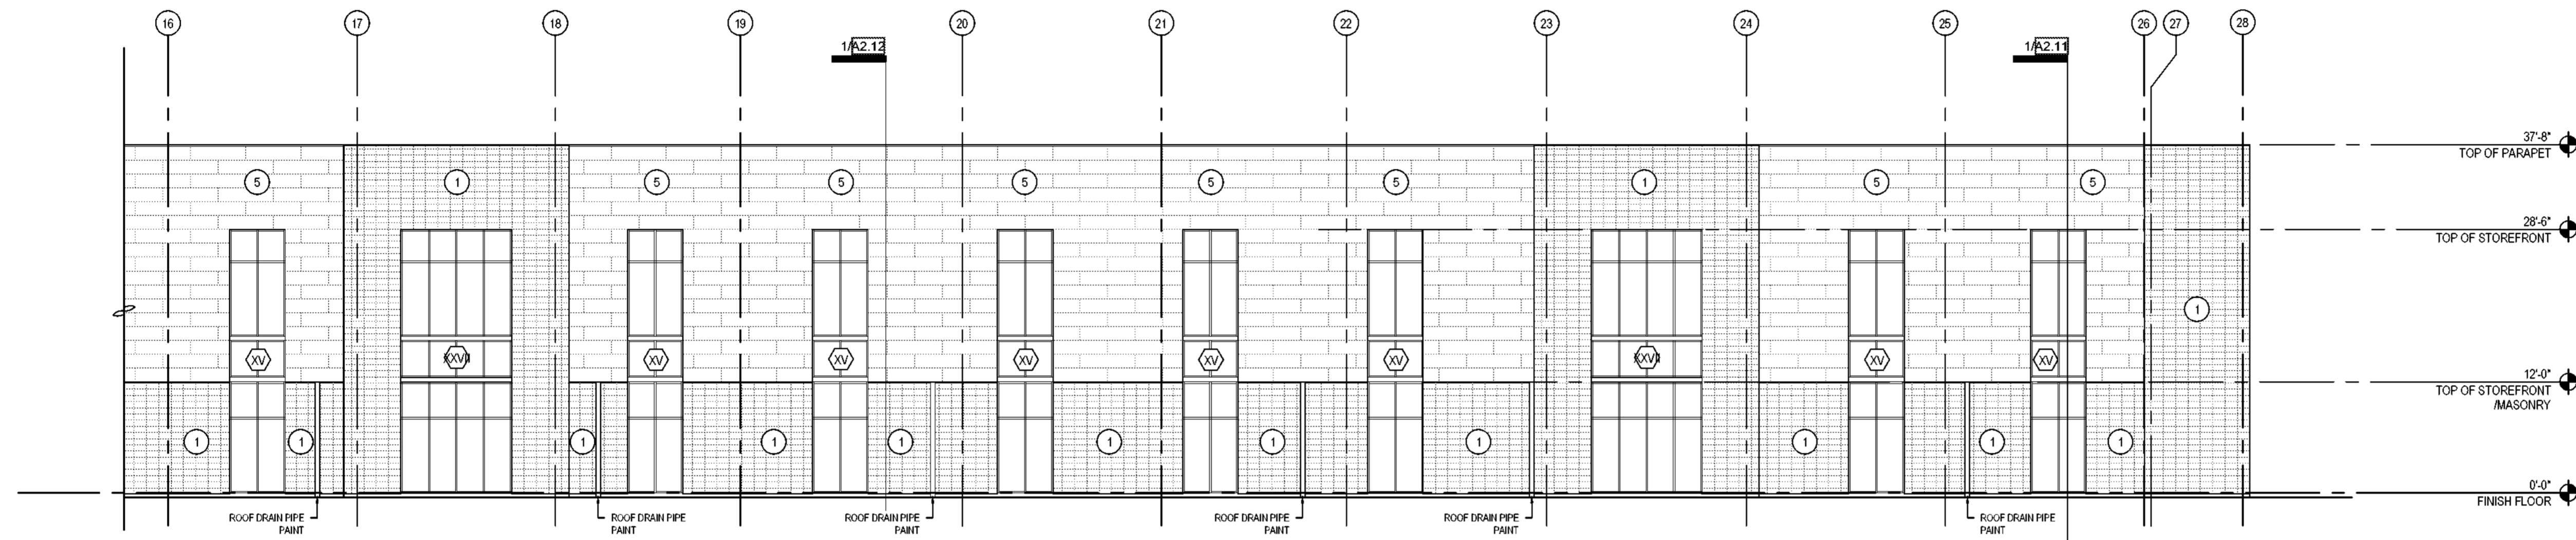 16 17 18 19 20 21 22 23 24 25 26 27 28
1/A2.12 1/A2.11
37'-8"
TOP OF PARAPET
5 1 5 5 5 5 5 1 5 5
28'-6"
TOP OF STOREFRONT
1
XV XXVII XV XV XV XV XV XXVII XV XV
12'-0"
TOP OF STOREFRONT
/MASONRY
1 1 1 1 1 1 1 1 1 1 1
0'-0"
FINISH FLOOR
ROOF DRAIN PIPE
PAINT
ROOF DRAIN PIPE
PAINT
ROOF DRAIN PIPE
PAINT
ROOF DRAIN PIPE
PAINT
ROOF DRAIN PIPE
PAINT
ROOF DRAIN PIPE
PAINT